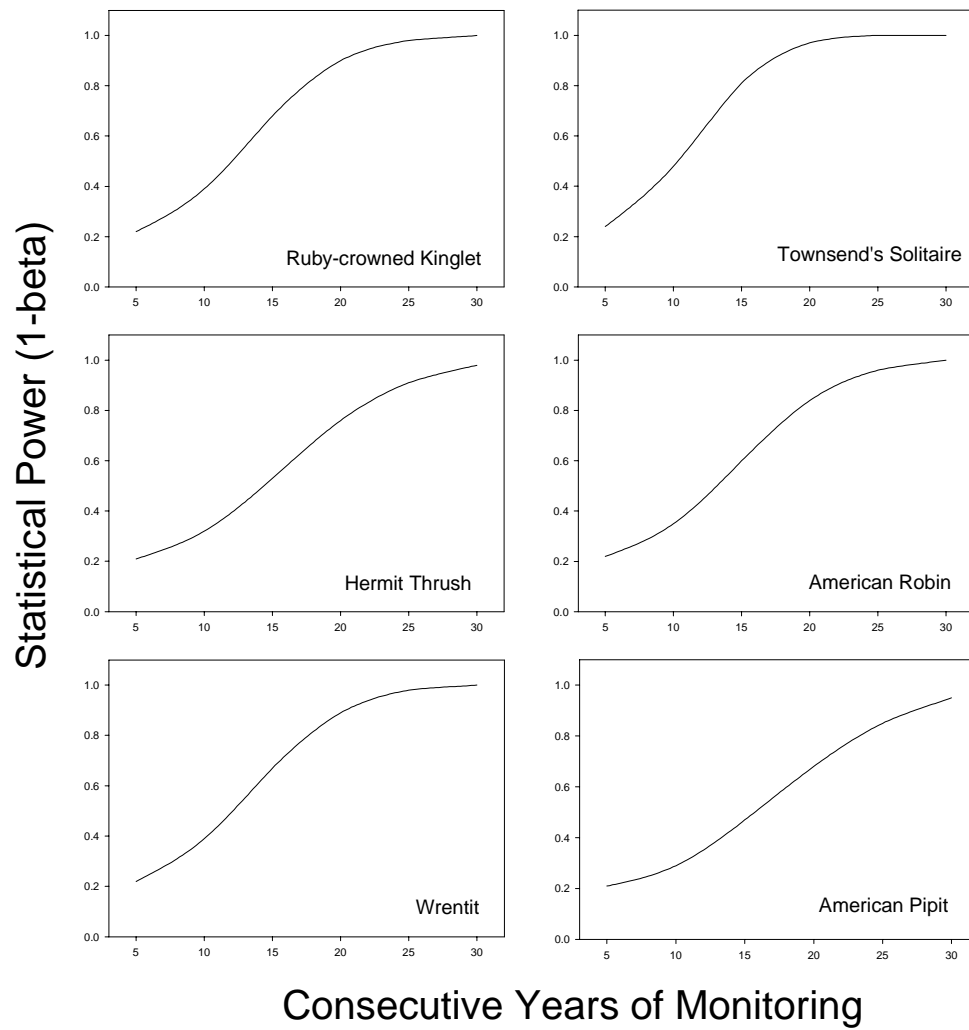 Statistical Power (1-beta)
1.0
0.8
0.6
0.4
0.2
0.0
5 10 15 20 25 30
Ruby-crowned Kinglet
1.0
0.8
0.6
0.4
0.2
0.0
5 10 15 20 25 30
Townsend's Solitaire
1.0
0.8
0.6
0.4
0.2
0.0
5 10 15 20 25 30
Hermit Thrush
1.0
0.8
0.6
0.4
0.2
0.0
5 10 15 20 25 30
American Robin
1.0
0.8
0.6
0.4
0.2
0.0
5 10 15 20 25 30
Wrentit
1.0
0.8
0.6
0.4
0.2
0.0
5 10 15 20 25 30
American Pipit
Consecutive Years of Monitoring